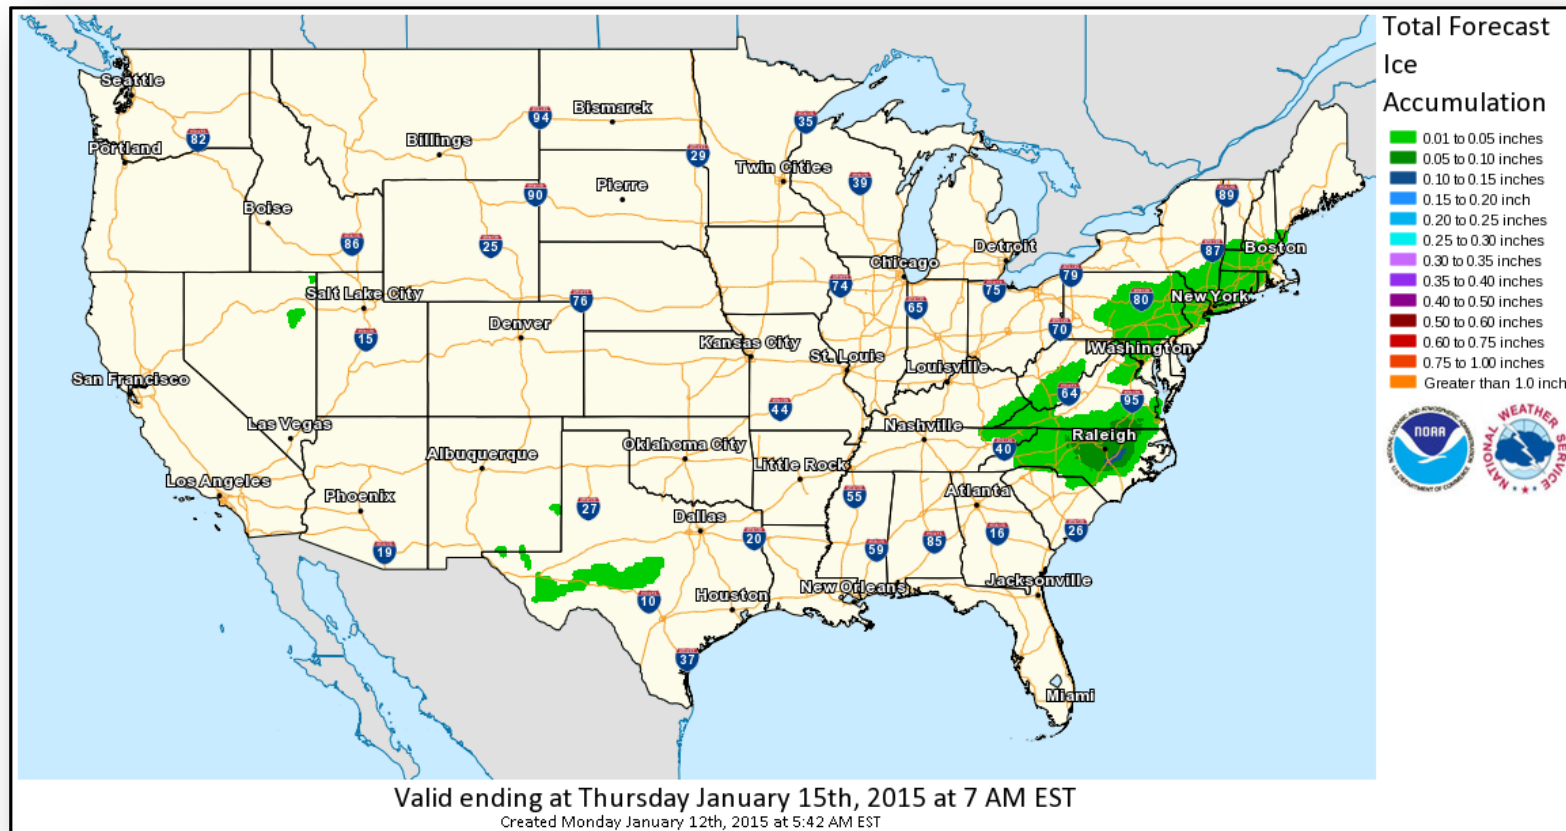 Total Forecast
Ice
Accumulation
0.01 to 0.05 inches
0.05 to 0.10 inches
0.10 to 0.15 inches
0.15 to 0.20 inch
0.20 to 0.25 inches
0.25 to 0.30 inches
0.30 to 0.35 inches
0.35 to 0.40 inches
0.40 to 0.50 inches
0.50 to 0.60 inches
0.60 to 0.75 inches
0.75 to 1.00 inches
Greater than 1.0 inch
NATIONAL OCEANIC AND ATMOSPHERIC ADMINISTRATION
NOAA
U.S. DEPARTMENT OF COMMERCE
NATIONAL WEATHER SERVICE
Seattle
94
Bismarck
35
82
Portland
Billings
29
Twin Cities
90
Pierre
39
89
Boise
86
25
Detroit
87
Boston
Chicago
79
Salt Lake City
76
74
65
75
80
New York
Denver
15
70
Kansas City
St. Louis
Washington
Louisville
San Francisco
64
95
44
Las Vegas
Nashville
Raleigh
Albuquerque
Oklahoma City
40
Little Rock
Los Angeles
Phoenix
55
Atlanta
27
Dallas
20
16
26
19
59
85
Jacksonville
10
Houston
New Orleans
37
Miami
Valid ending at Thursday January 15th, 2015 at 7 AM EST
Created Monday January 12th, 2015 at 5:42 AM EST